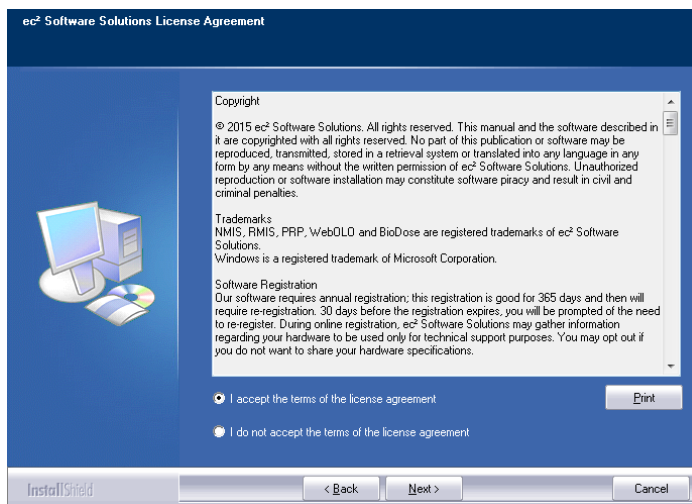 ec² Software Solutions License Agreement
Copyright
© 2015 ec² Software Solutions. All rights reserved. This manual and the software described in
it are copyrighted with all rights reserved. No part of this publication or software may be
reproduced, transmitted, stored in a retrieval system or translated into any language in any
form by any means without the written permission of ec² Software Solutions. Unauthorized
reproduction or software installation may constitute software piracy and result in civil and
criminal penalties.
Trademarks
NMIS, RMIS, PRP, WebOLO and BioDose are registered trademarks of ec² Software
Solutions.
Windows is a registered trademark of Microsoft Corporation.
Software Registration
Our software requires annual registration; this registration is good for 365 days and then will
require re-registration. 30 days before the registration expires, you will be prompted of the need
to re-register. During online registration, ec² Software Solutions may gather information
regarding your hardware to be used only for technical support purposes. You may opt out if
you do not want to share your hardware specifications.
I accept the terms of the license agreement
Print
I do not accept the terms of the license agreement
InstallShield
< Back
Next >
Cancel